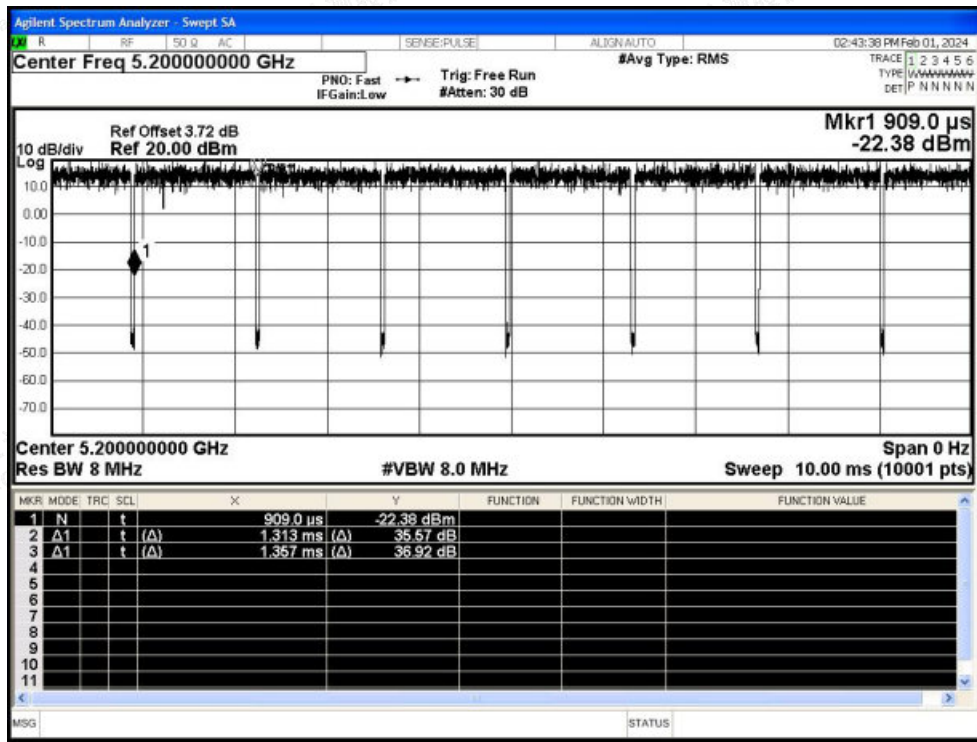 Agilent Spectrum Analyzer - Swept SA
LXI R RF 50 Ω AC SENSE:PULSE ALIGN AUTO 02:43:38 PM Feb 01, 2024
Center Freq 5.200000000 GHz #Avg Type: RMS TRACE 1 2 3 4 5 6
PNO: Fast Trig: Free Run TYPE
IFGain:Low #Atten: 30 dB DET P N N N N N
Mkr1 909.0 µs
Ref Offset 3.72 dB
10 dB/div Ref 20.00 dBm -22.38 dBm
Log
10.0
0.00
-10.0
1
-20.0
-30.0
-40.0
-50.0
-60.0
-70.0
Center 5.200000000 GHz Span 0 Hz
Res BW 8 MHz #VBW 8.0 MHz Sweep 10.00 ms (10001 pts)
MKR MODE TRC SCL X Y FUNCTION FUNCTION WIDTH FUNCTION VALUE
1 N t 909.0 µs -22.38 dBm
2 Δ1 t (Δ) 1.313 ms (Δ) 35.57 dB
3 Δ1 t (Δ) 1.357 ms (Δ) 36.92 dB
4
5
6
7
8
9
10
11
MSG STATUS